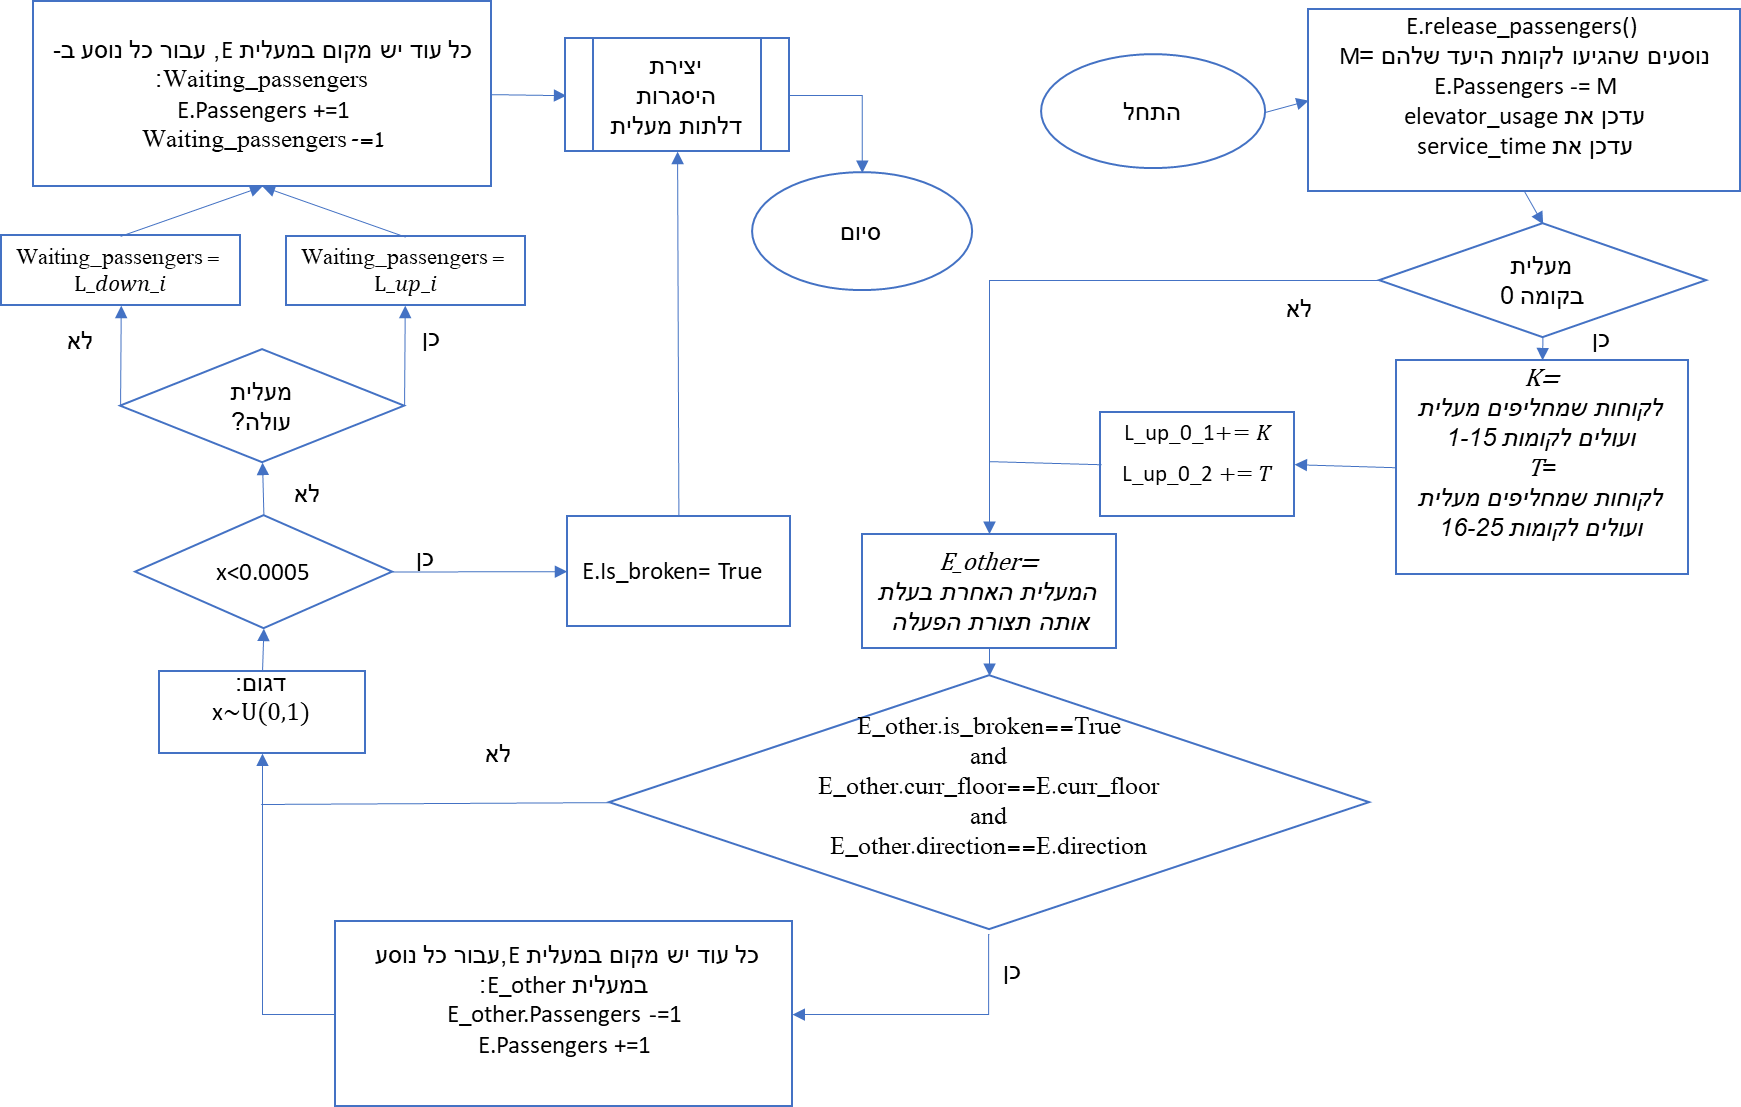 התחל
E.release_passengers()
M= נוסעים שהגיעו לקומת היעד שלהם
E.Passengers -= M
עדכן את elevator_usage
עדכן את service_time
מעלית
בקומה 0
לא
כן
K=
לקוחות שמחליפים מעלית
ועולים לקומות 1-15
T=
לקוחות שמחליפים מעלית
ועולים לקומות 16-25
L_up_0_1+= K
L_up_0_2 += T
E_other=
המעלית האחרת בעלת
אותה תצורת הפעלה
E_other.is_broken==True
and
E_other.curr_floor==E.curr_floor
and
E_other.direction==E.direction
לא
כן
כל עוד יש מקום במעלית E,עבור כל נוסע
במעלית E_other:
E_other.Passengers -=1
E.Passengers +=1
דגום:
x~U(0,1)
x<0.0005
כן
לא
E.Is_broken= True
מעלית
עולה?
כן
לא
Waiting_passengers =
L_up_i
Waiting_passengers =
L_down_i
כל עוד יש מקום במעלית E, עבור כל נוסע ב-
Waiting_passengers:
E.Passengers +=1
Waiting_passengers -=1
יצירת
היסגרות
דלתות מעלית
סיום